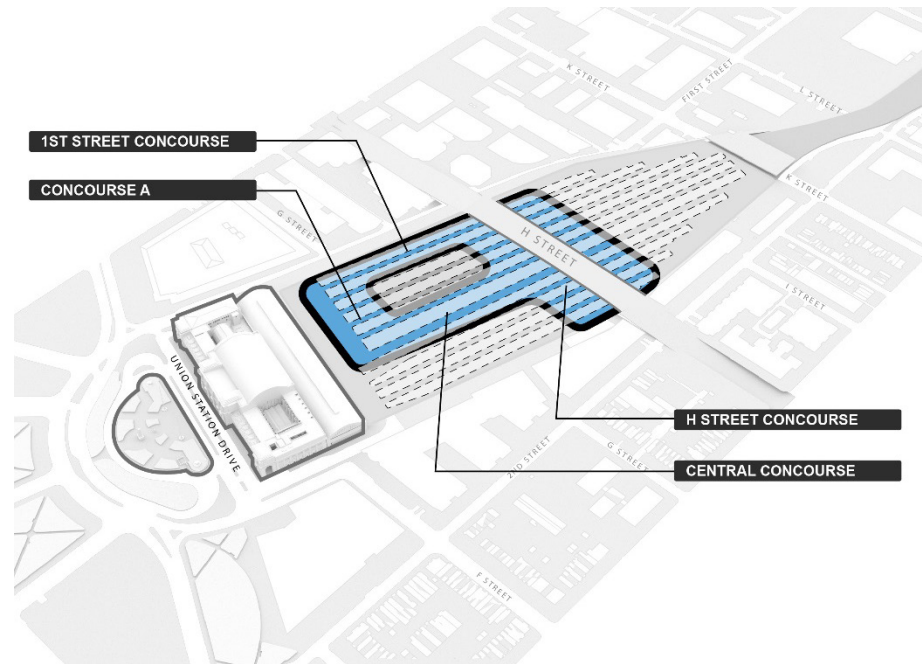 K STREET
FIRST STREET
L STREET
1ST STREET CONCOURSE
CONCOURSE A
K STREET
G STREET
H STREET
I STREET
UNION STATION DRIVE
H STREET CONCOURSE
2ND STREET
G STREET
CENTRAL CONCOURSE
F STREET